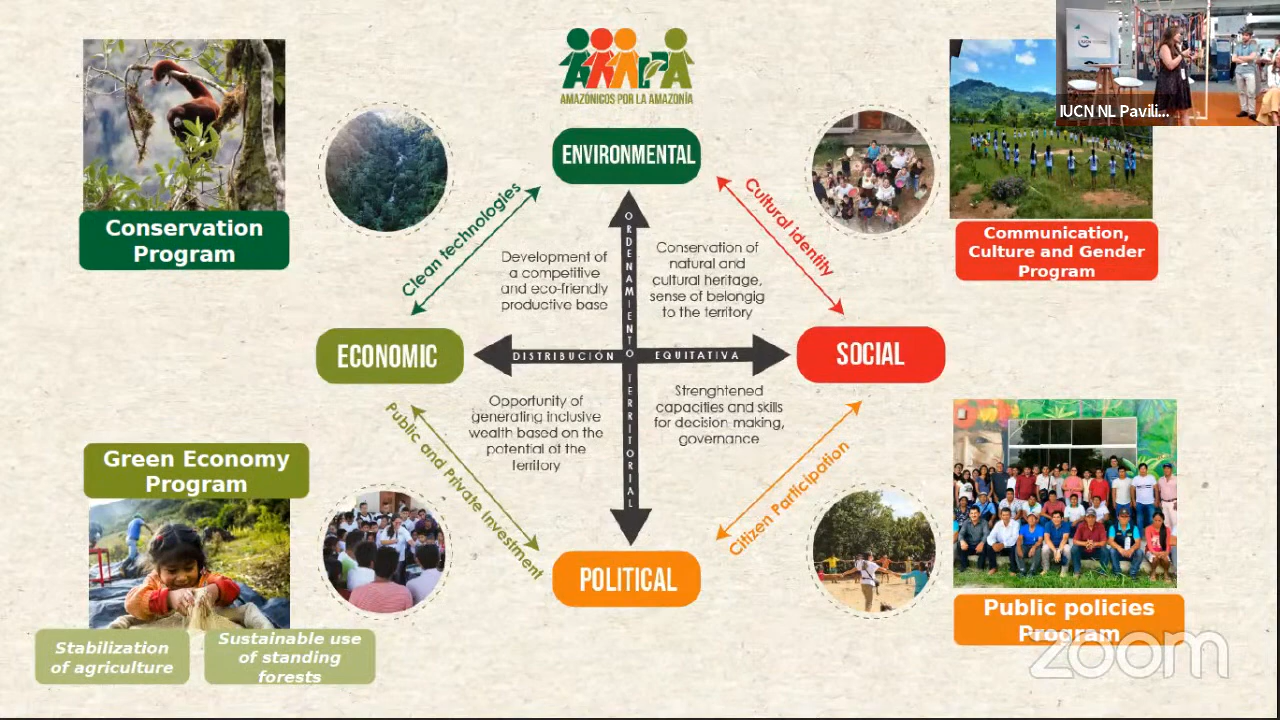 AMPA
AMAZÓNICOS POR LA AMAZONÍA
IUCN NL Pavili...
ENVIRONMENTAL
Conservation
Program
Communication,
Culture and Gender
Program
Clean technologies
Cultural identity
Development of
a competitive
and eco-friendly
productive base
Conservation of
natural and
cultural heritage,
sense of belongig
to the territory
ORDENAMIENTO TERRITORIAL
ECONOMIC
DISTRIBUCIÓN EQUITATIVA
SOCIAL
Opportunity of
generating inclusive
wealth based on the
potential of the
territory
Strenghtened
capacities and skills
for decision-making,
governance
Public and Private Investment
Citizen Participation
Green Economy
Program
POLITICAL
Public policies
Program
Stabilization
of agriculture
Sustainable use
of standing
forests
zoom